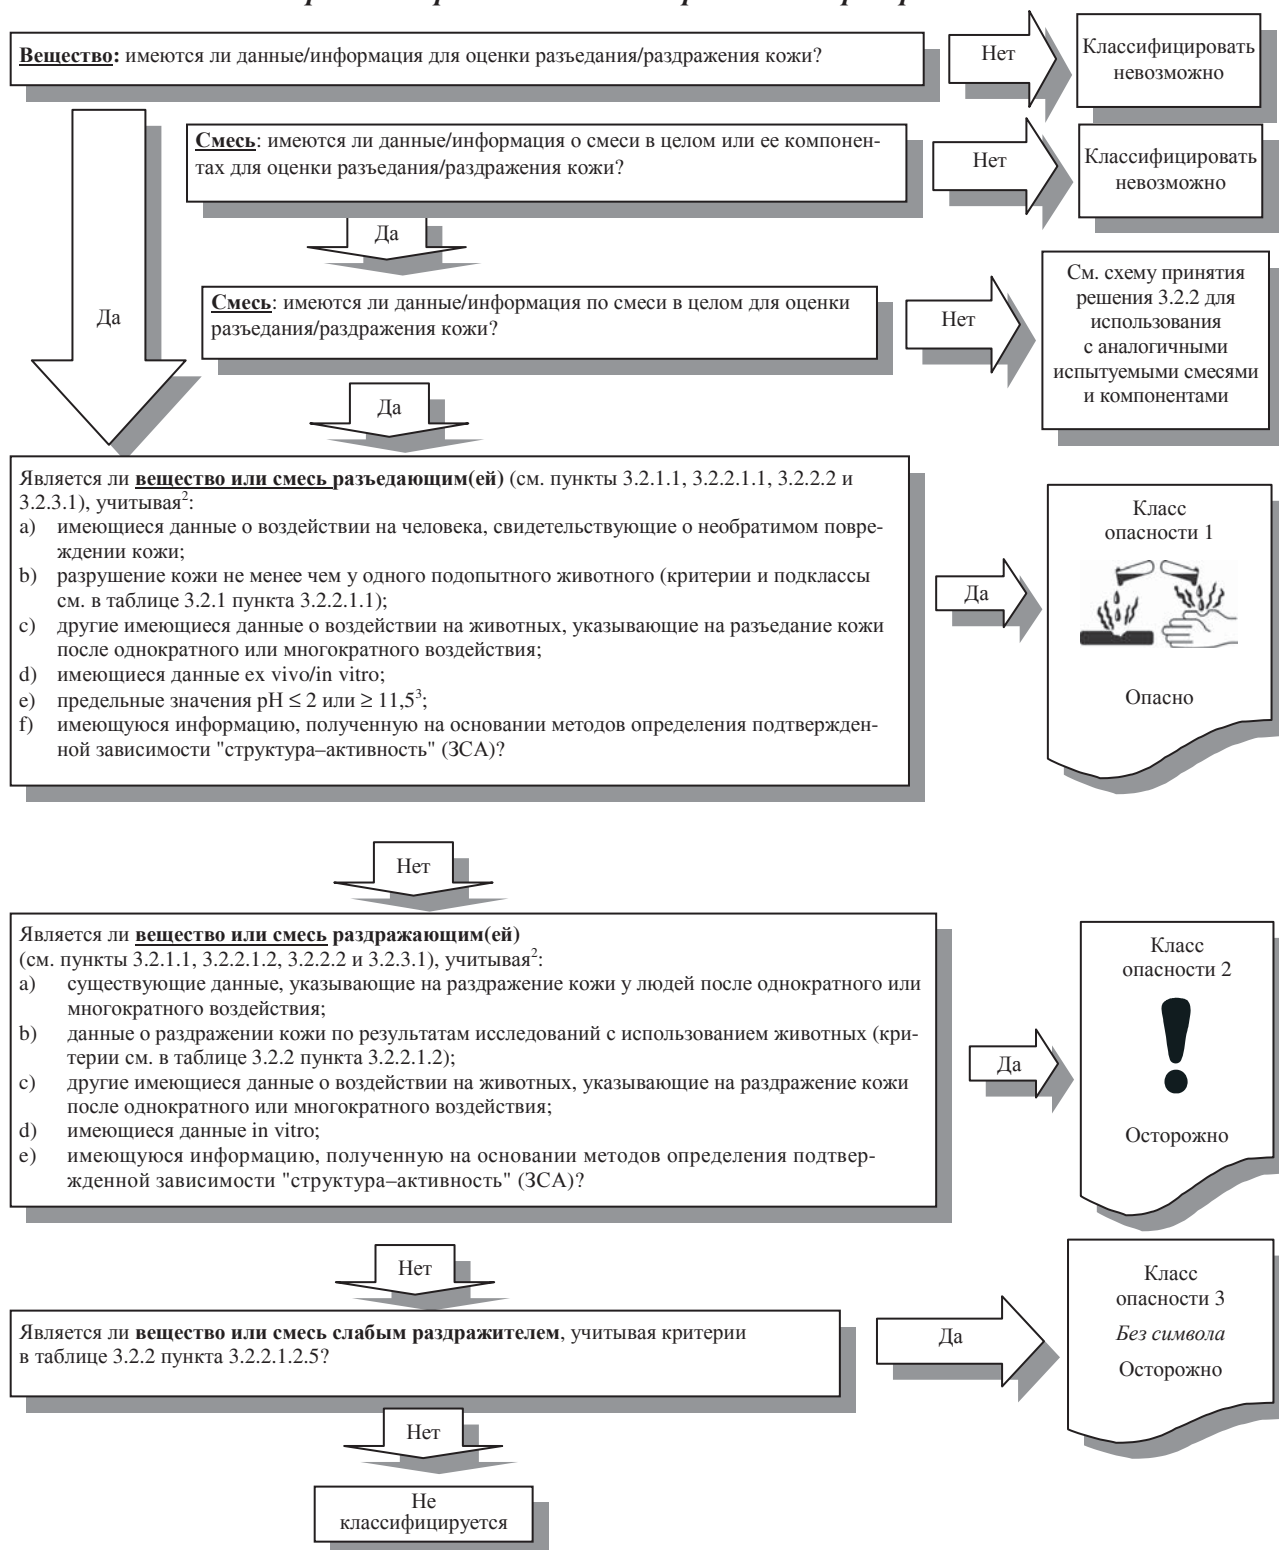 Вещество: имеются ли данные/информация для оценки разъедания/раздражения кожи?
Нет
Классифицировать
невозможно
Смесь: имеются ли данные/информация о смеси в целом или ее компонен-
тах для оценки разъедания/раздражения кожи?
Нет
Классифицировать
невозможно
Да
Да
Смесь: имеются ли данные/информация по смеси в целом для оценки
разъедания/раздражения кожи?
Нет
См. схему принятия
решения 3.2.2 для
использования
с аналогичными
испытуемыми смесями
и компонентами
Да
Является ли вещество или смесь разъедающим(ей) (см. пункты 3.2.1.1, 3.2.2.1.1, 3.2.2.2 и
3.2.3.1), учитывая²:
a) имеющиеся данные о воздействии на человека, свидетельствующие о необратимом повре-
ждении кожи;
b) разрушение кожи не менее чем у одного подопытного животного (критерии и подклассы
см. в таблице 3.2.1 пункта 3.2.2.1.1);
c) другие имеющиеся данные о воздействии на животных, указывающие на разъедание кожи
после однократного или многократного воздействия;
d) имеющиеся данные ex vivo/in vitro;
e) предельные значения pH ≤ 2 или ≥ 11,5³;
f) имеющуюся информацию, полученную на основании методов определения подтвержден-
ной зависимости "структура–активность" (ЗСА)?
Да
Класс
опасности 1
Опасно
Нет
Является ли вещество или смесь раздражающим(ей)
(см. пункты 3.2.1.1, 3.2.2.1.2, 3.2.2.2 и 3.2.3.1), учитывая²:
a) существующие данные, указывающие на раздражение кожи у людей после однократного или
многократного воздействия;
b) данные о раздражении кожи по результатам исследований с использованием животных (кри-
терии см. в таблице 3.2.2 пункта 3.2.2.1.2);
c) другие имеющиеся данные о воздействии на животных, указывающие на раздражение кожи
после однократного или многократного воздействия;
d) имеющиеся данные in vitro;
e) имеющуюся информацию, полученную на основании методов определения подтвер-
жденной зависимости "структура–активность" (ЗСА)?
Да
Класс
опасности 2
Осторожно
Нет
Является ли вещество или смесь слабым раздражителем, учитывая критерии
в таблице 3.2.2 пункта 3.2.2.1.2.5?
Да
Класс
опасности 3
Без символа
Осторожно
Нет
Не
классифицируется